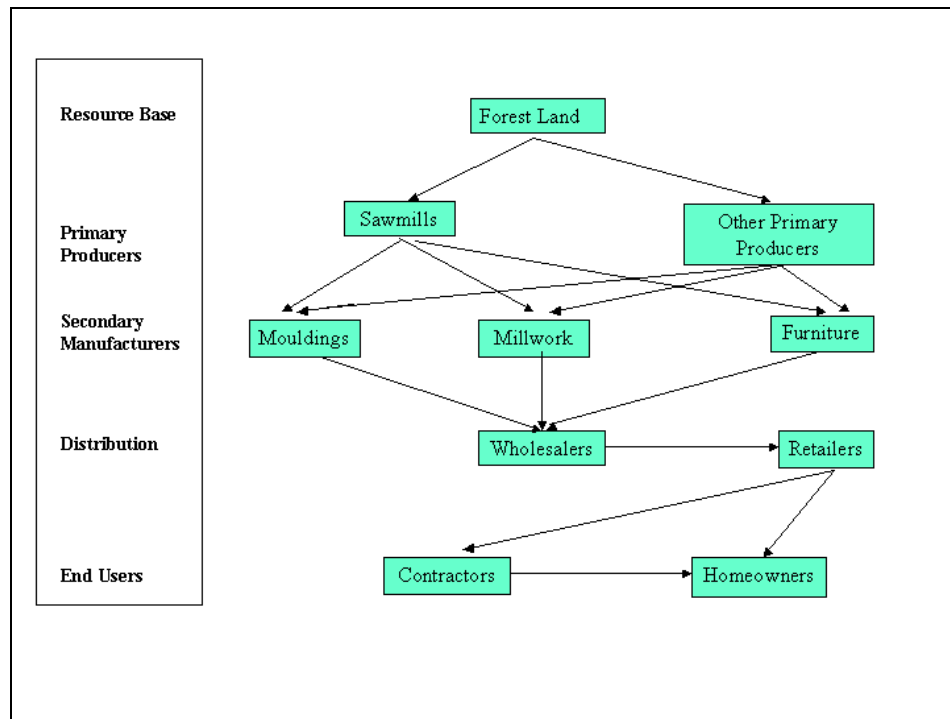 Resource Base
Forest Land
Sawmills
Other Primary
Producers
Primary
Producers
Secondary
Manufacturers
Mouldings
Millwork
Furniture
Distribution
Wholesalers
Retailers
End Users
Contractors
Homeowners